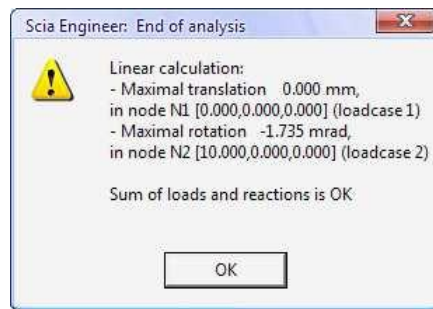 Scia Engineer: End of analysis
Linear calculation:
- Maximal translation 0.000 mm,
in node N1 [0.000,0.000,0.000] (loadcase 1)
- Maximal rotation -1.735 mrad,
in node N2 [10.000,0.000,0.000] (loadcase 2)
Sum of loads and reactions is OK
OK